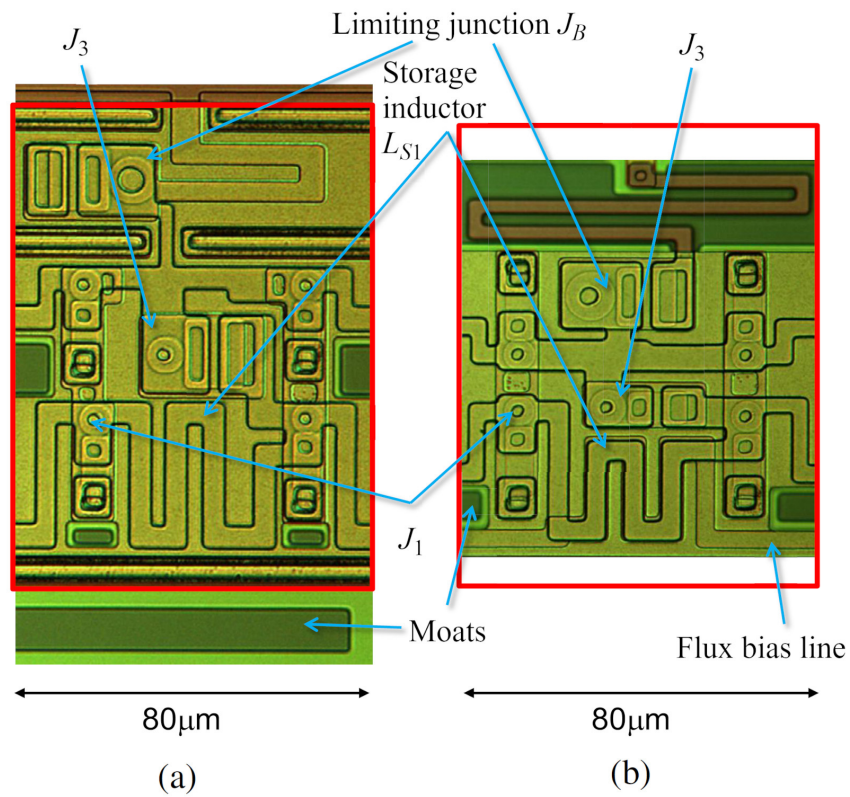 Limiting junction J_B
J_3
J_3
Storage
inductor
L_S1
J_1
Moats
Flux bias line
80μm
80μm
(a)
(b)